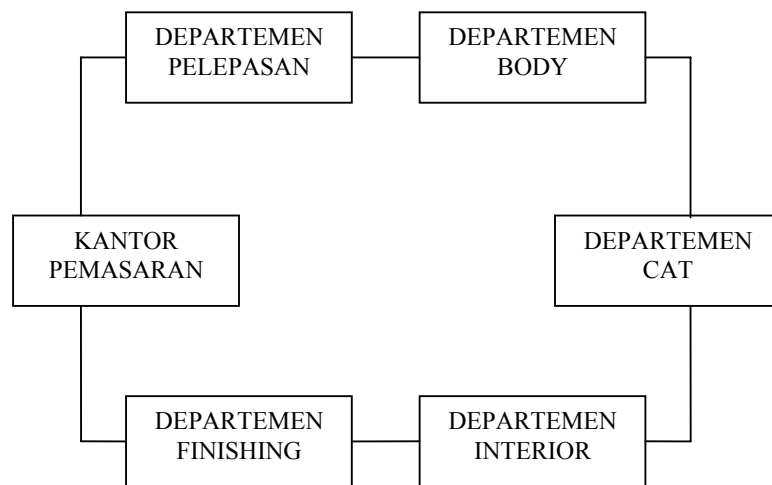 DEPARTEMEN
PELEPASAN
DEPARTEMEN
BODY
KANTOR
PEMASARAN
DEPARTEMEN
CAT
DEPARTEMEN
FINISHING
DEPARTEMEN
INTERIOR